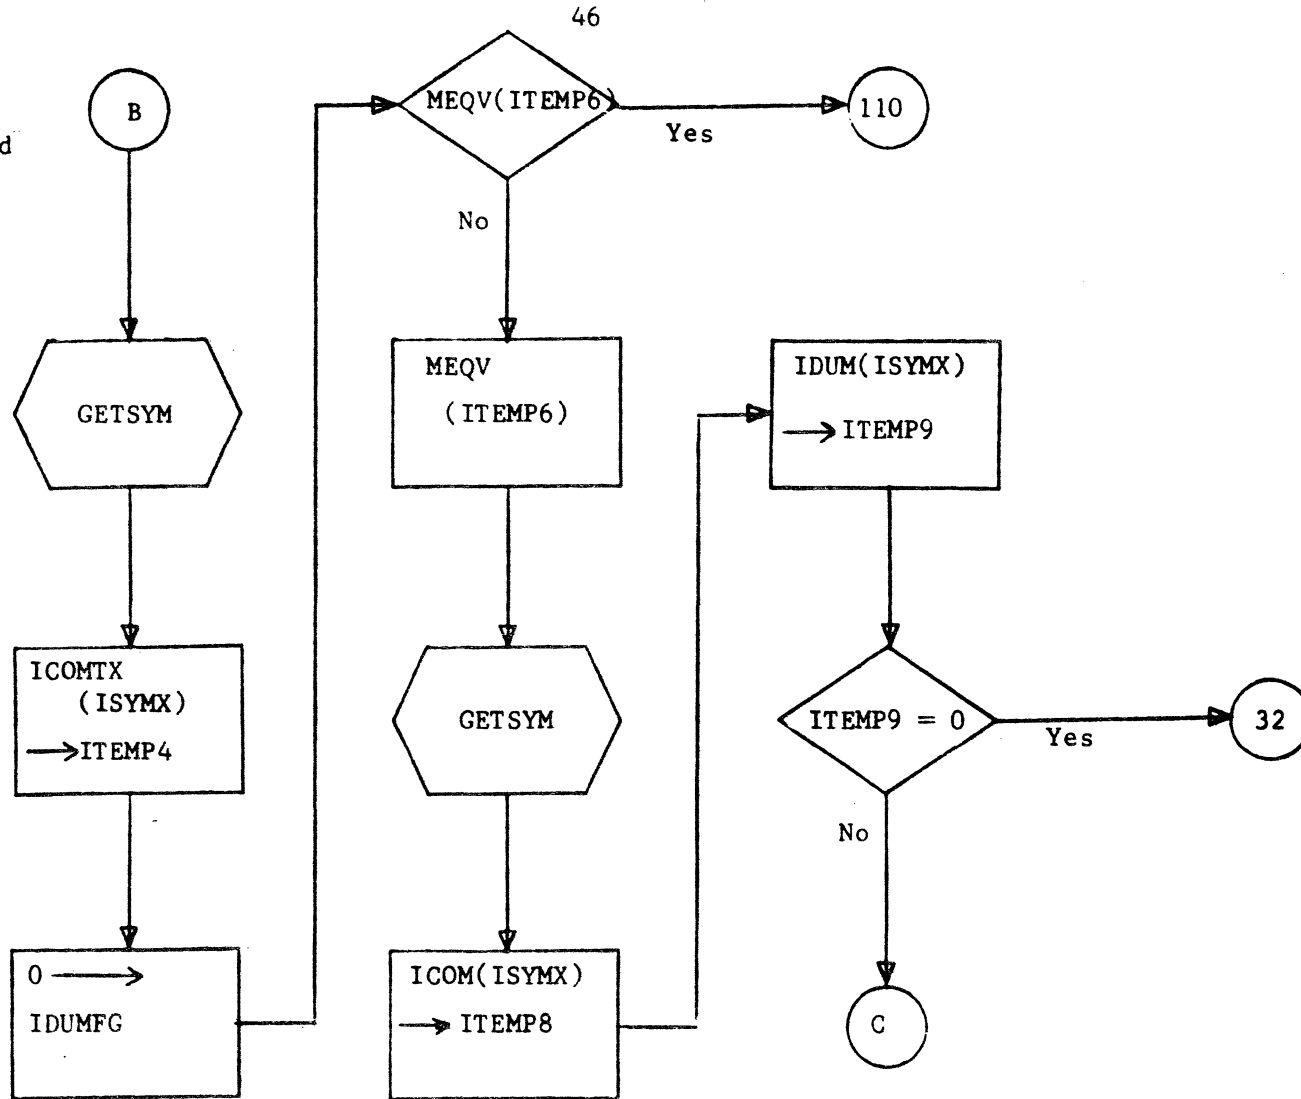 46
d
B
GETSYM
ICOMTX
(ISYMX)
→ITEMP4
0 →
IDUMFG
MEQV(ITEMP6)
Yes
110
No
MEQV
(ITEMP6)
GETSYM
ICOM(ISYMX)
→ ITEMP8
IDUM(ISYMX)
→ITEMP9
ITEMP9 = 0
Yes
32
No
C